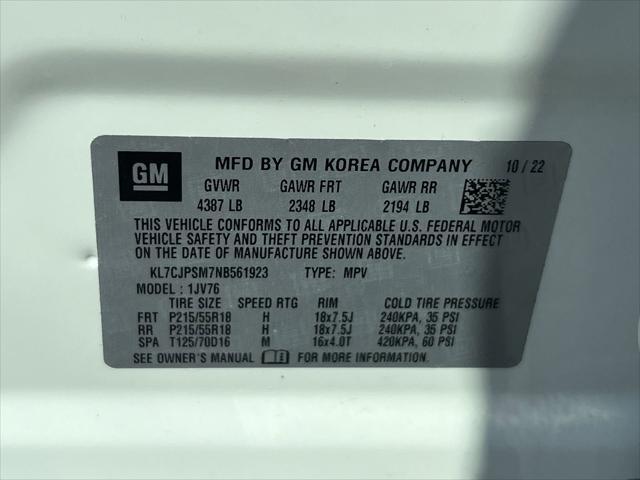 GM MFD BY GM KOREA COMPANY 10/22
GVWR GAWR FRT GAWR RR
4387 LB 2348 LB 2194 LB
THIS VEHICLE CONFORMS TO ALL APPLICABLE U.S. FEDERAL MOTOR
VEHICLE SAFETY AND THEFT PREVENTION STANDARDS IN EFFECT
ON THE DATE OF MANUFACTURE SHOWN ABOVE.
KL7CJPSM7NB561923 TYPE: MPV
MODEL : 1JV76
TIRE SIZE SPEED RTG RIM COLD TIRE PRESSURE
FRT P215/55R18 H 18x7.5J 240KPA, 35 PSI
RR P215/55R18 H 18x7.5J 240KPA, 35 PSI
SPA T125/70D16 M 16x4.0T 420KPA, 60 PSI
SEE OWNER'S MANUAL FOR MORE INFORMATION.